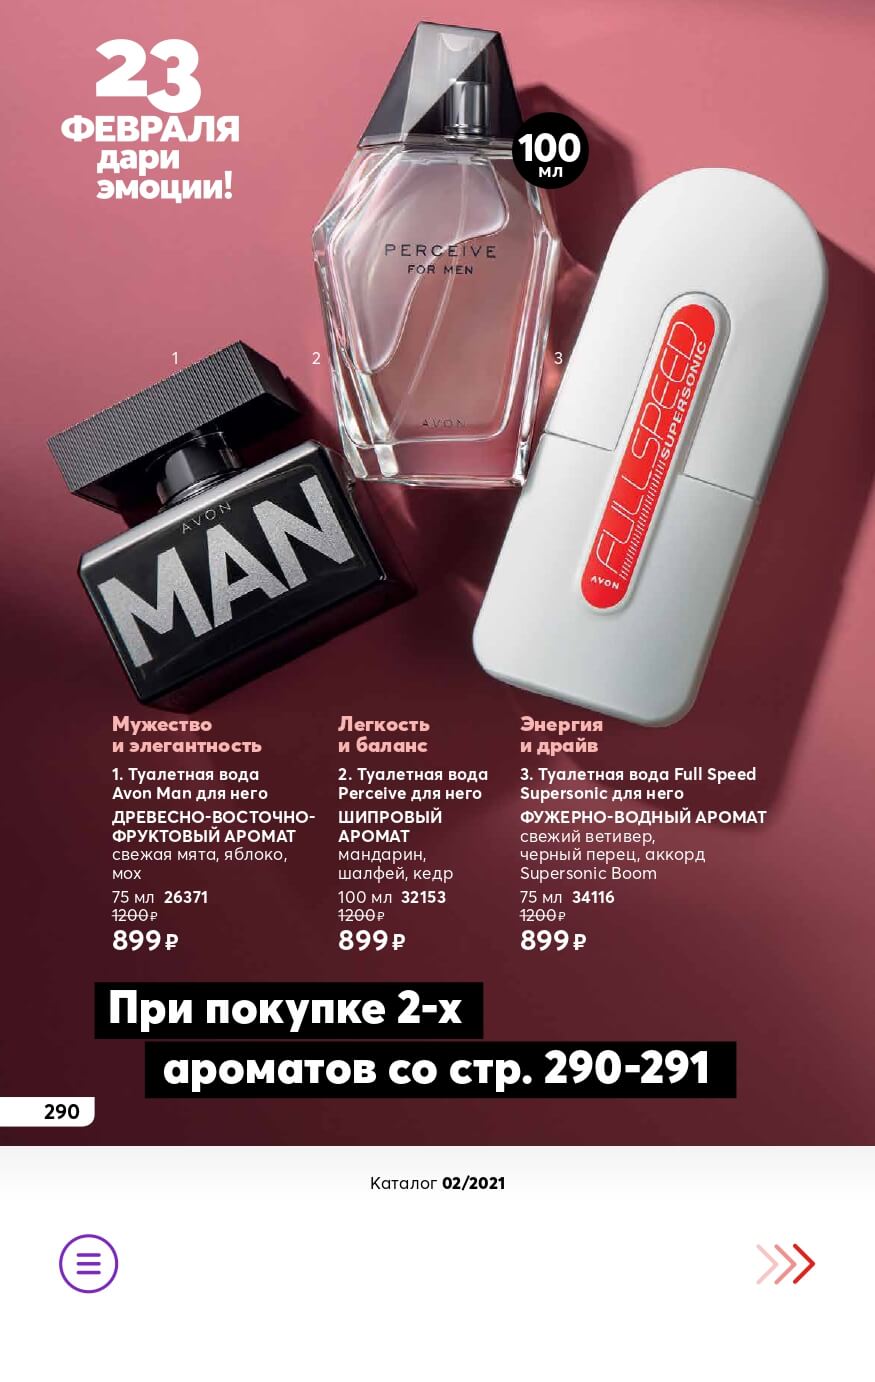 23
ФЕВРАЛЯ
дари
эмоции!
100
МЛ
PERCEIVE
FOR MEN
AVON
1
2
3
AVON
MAN
FULL SPEED
SUPERSONIC
AVON
Мужество
и элегантность
1. Туалетная вода
Avon Man для него
ДРЕВЕСНО-ВОСТОЧНО-
ФРУКТОВЫЙ АРОМАТ
свежая мята, яблоко,
мох
75 мл 26371
1200 ₽
899 ₽
Легкость
и баланс
2. Туалетная вода
Perceive для него
ШИПРОВЫЙ
АРОМАТ
мандарин,
шалфей, кедр
100 мл 32153
1200 ₽
899 ₽
Энергия
и драйв
3. Туалетная вода Full Speed
Supersonic для него
ФУЖЕРНО-ВОДНЫЙ АРОМАТ
свежий ветивер,
черный перец, аккорд
Supersonic Boom
75 мл 34116
1200 ₽
899 ₽
При покупке 2-х
ароматов со стр. 290-291
290
Каталог 02/2021